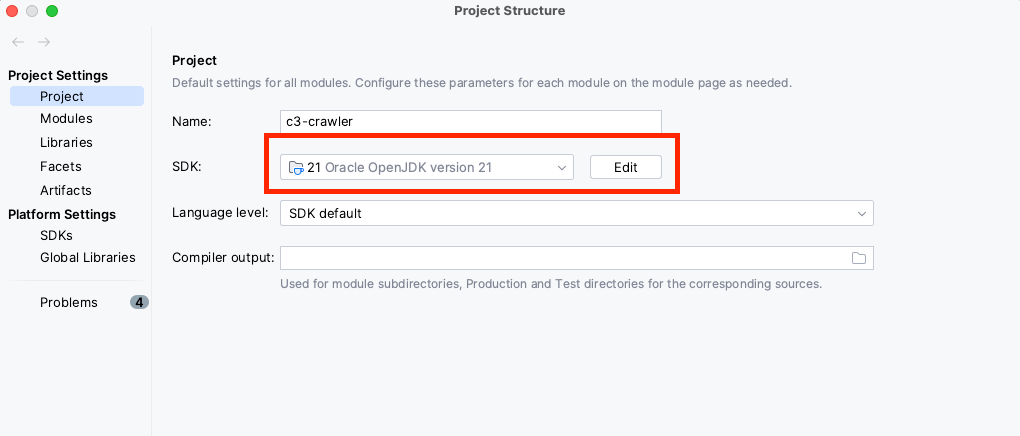 Project Structure
Project Settings
Project
Modules
Libraries
Facets
Artifacts
Platform Settings
SDKs
Global Libraries
Problems 4
Project
Default settings for all modules. Configure these parameters for each module on the module page as needed.
Name: c3-crawler
SDK: 21 Oracle OpenJDK version 21 Edit
Language level: SDK default
Compiler output:
Used for module subdirectories, Production and Test directories for the corresponding sources.